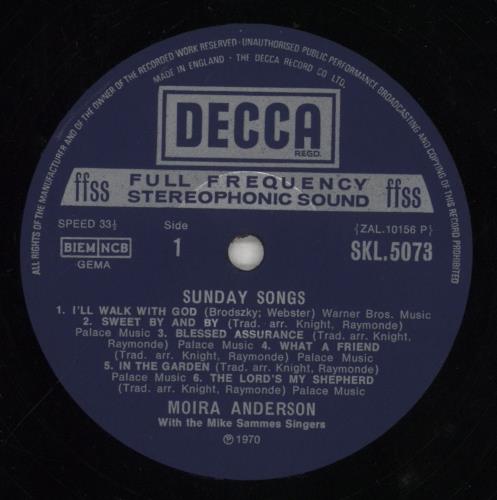 ALL RIGHTS OF THE MANUFACTURER AND OF THE OWNER OF THE RECORDED WORK RESERVED · UNAUTHORISED PUBLIC PERFORMANCE BROADCASTING AND COPYING OF THIS RECORD PROHIBITED
MADE IN ENGLAND · THE DECCA RECORD CO LTD.
DECCA
REGD.
ffss FULL FREQUENCY STEREOPHONIC SOUND ffss
SPEED 33⅓ Side {ZAL.10156 P}
BIEM NCB 1 SKL.5073
GEMA
SUNDAY SONGS
1. I'LL WALK WITH GOD (Brodszky; Webster) Warner Bros. Music
2. SWEET BY AND BY (Trad. arr. Knight, Raymonde)
Palace Music 3. BLESSED ASSURANCE (Trad. arr. Knight,
Raymonde) Palace Music 4. WHAT A FRIEND
(Trad. arr. Knight, Raymonde) Palace Music
5. IN THE GARDEN (Trad. arr. Knight, Raymonde)
Palace Music 6. THE LORD'S MY SHEPHERD
(Trad. arr. Knight, Raymonde) Palace Music
MOIRA ANDERSON
With the Mike Sammes Singers
℗ 1970